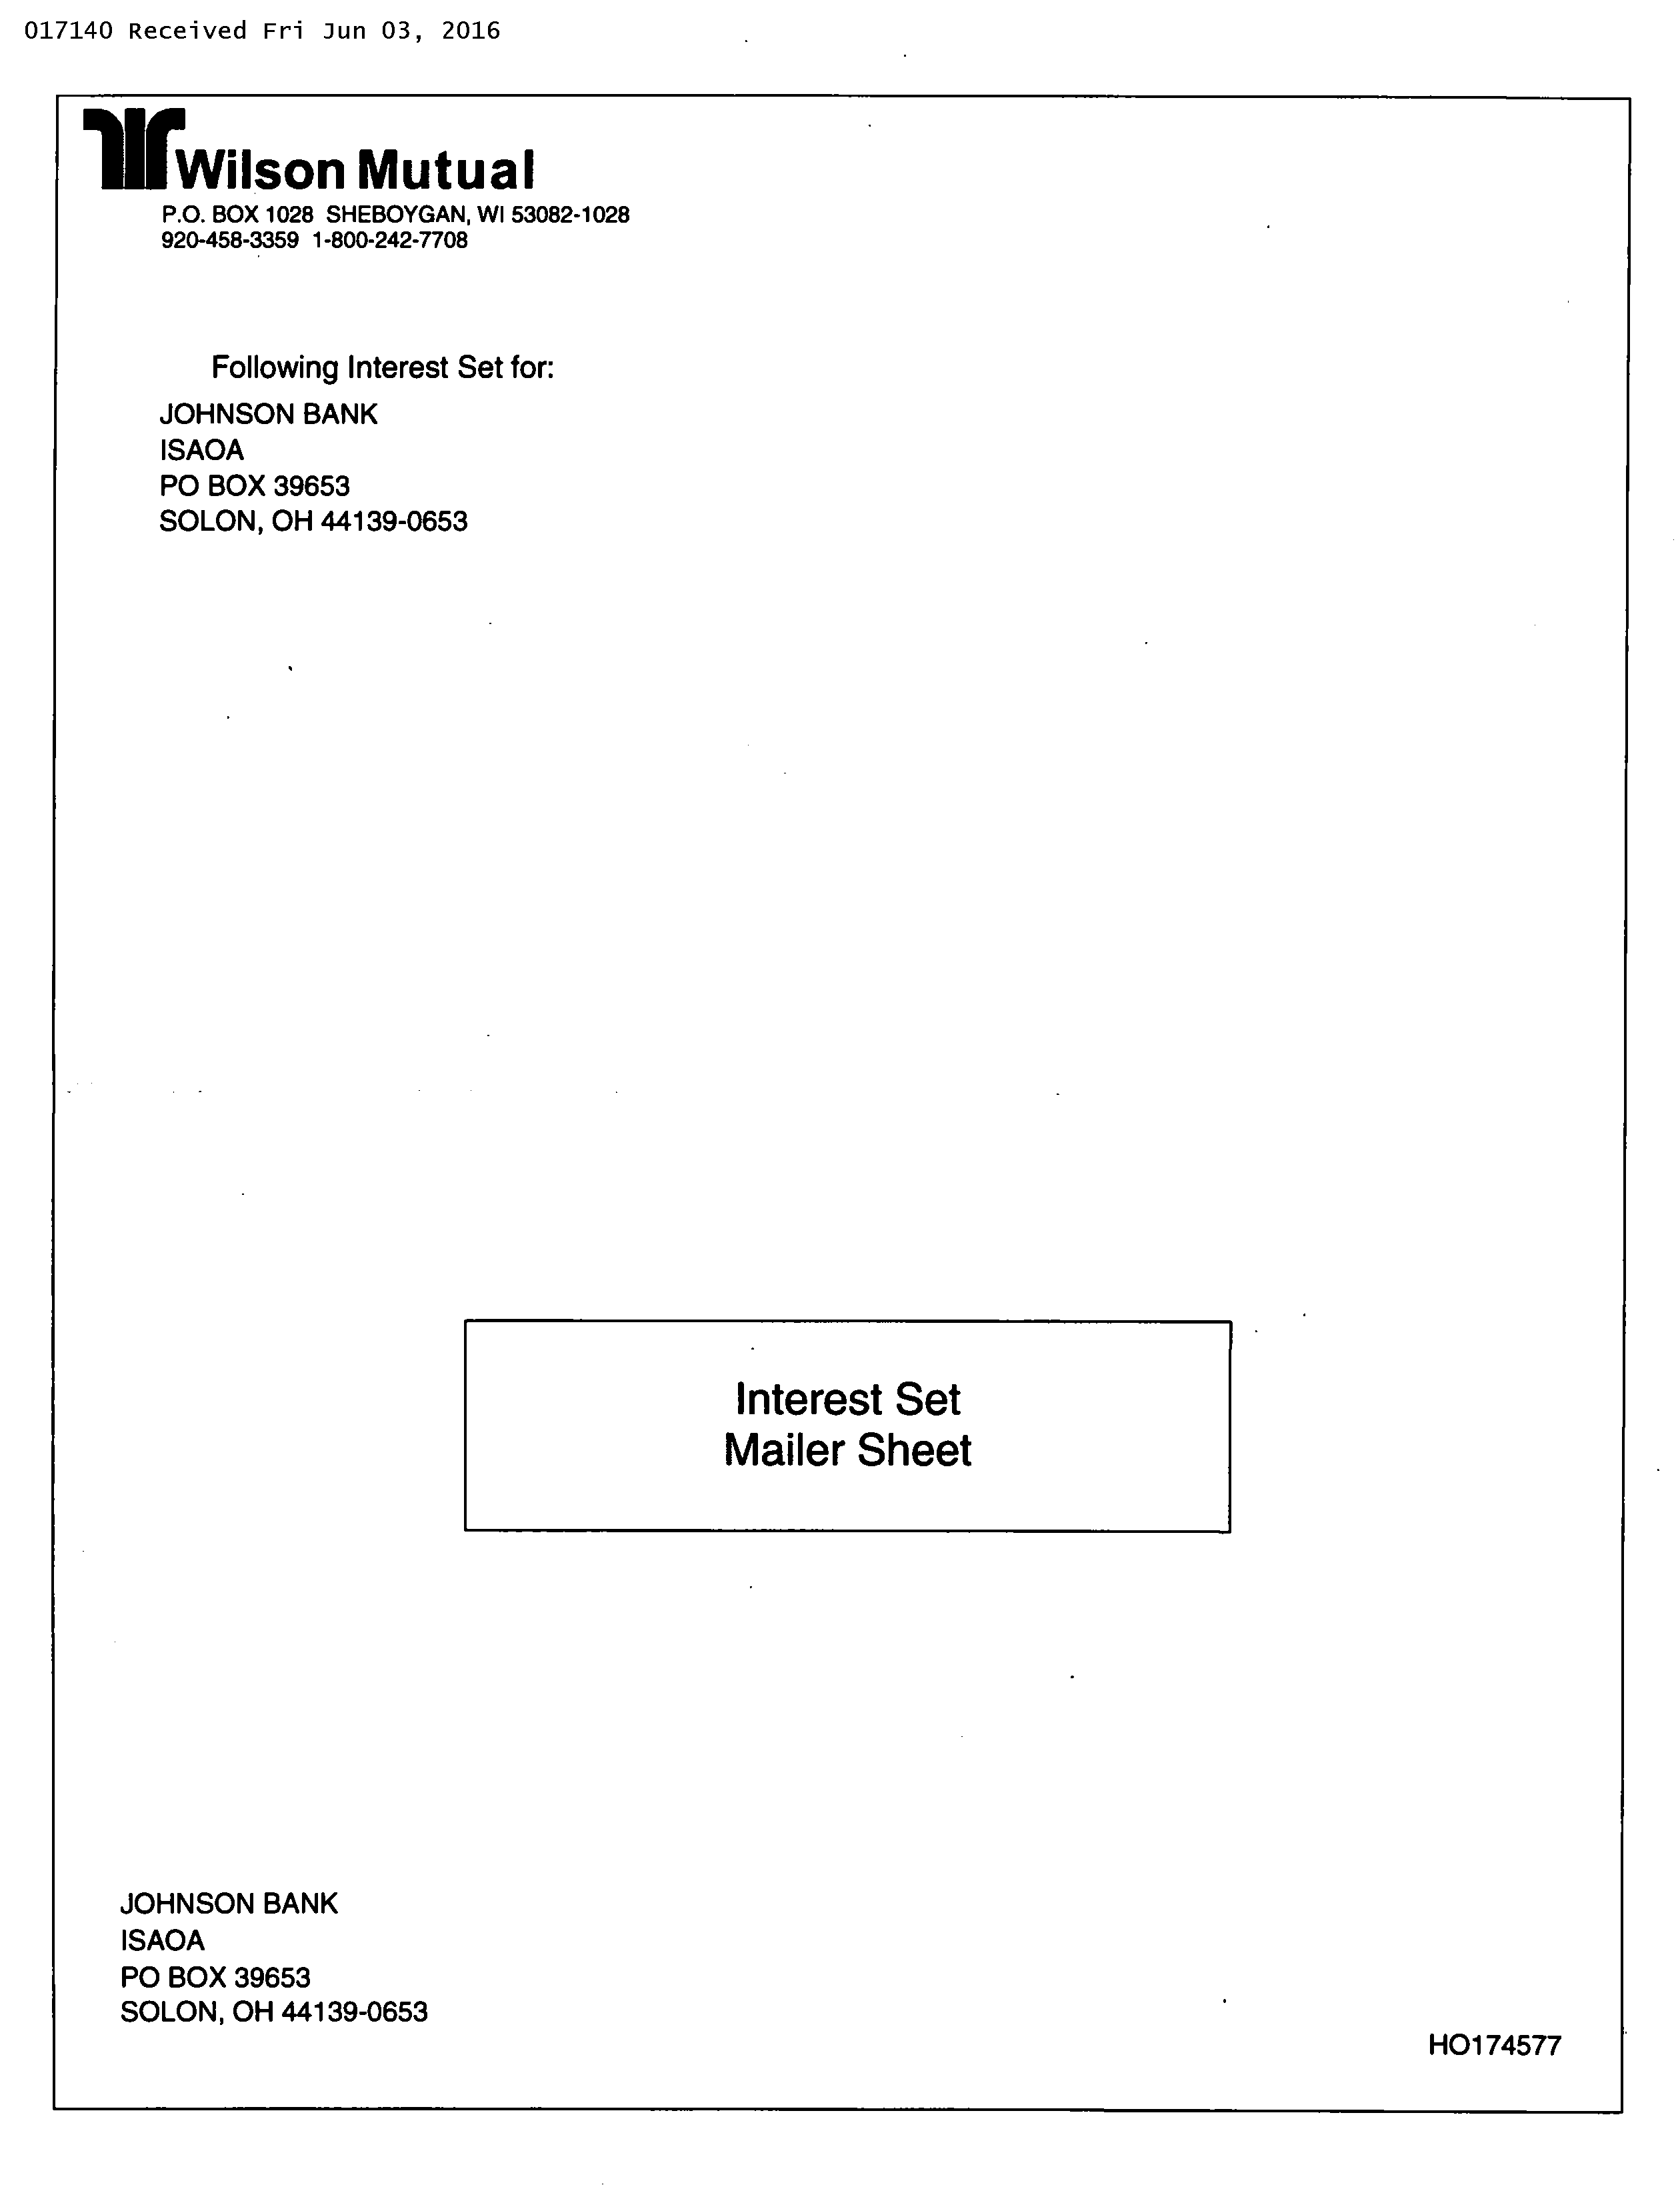 017140 Received Fri Jun 03, 2016
Wilson Mutual
P.O. BOX 1028 SHEBOYGAN, WI 53082-1028
920-458-3359 1-800-242-7708
Following Interest Set for:
JOHNSON BANK
ISAOA
PO BOX 39653
SOLON, OH 44139-0653
Interest Set
Mailer Sheet
JOHNSON BANK
ISAOA
PO BOX 39653
SOLON, OH 44139-0653
HO174577